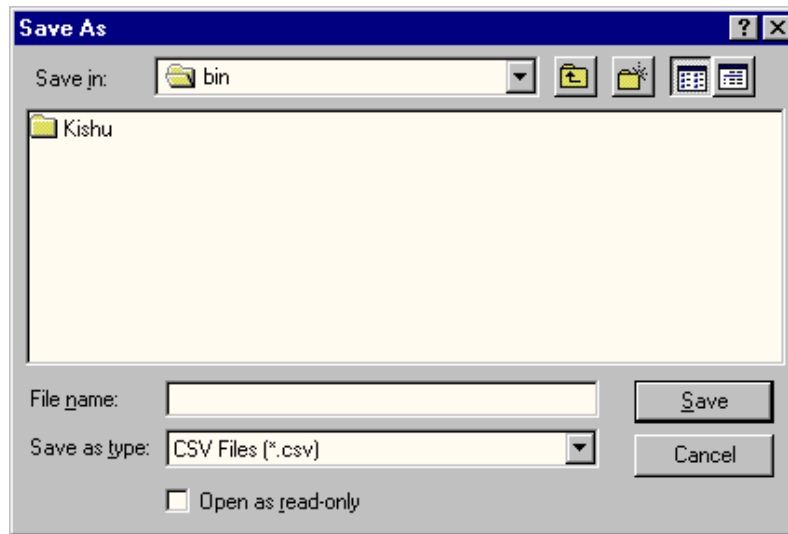 Save As
Save in: bin
Kishu
File name:
Save
Save as type: CSV Files (*.csv)
Cancel
Open as read-only